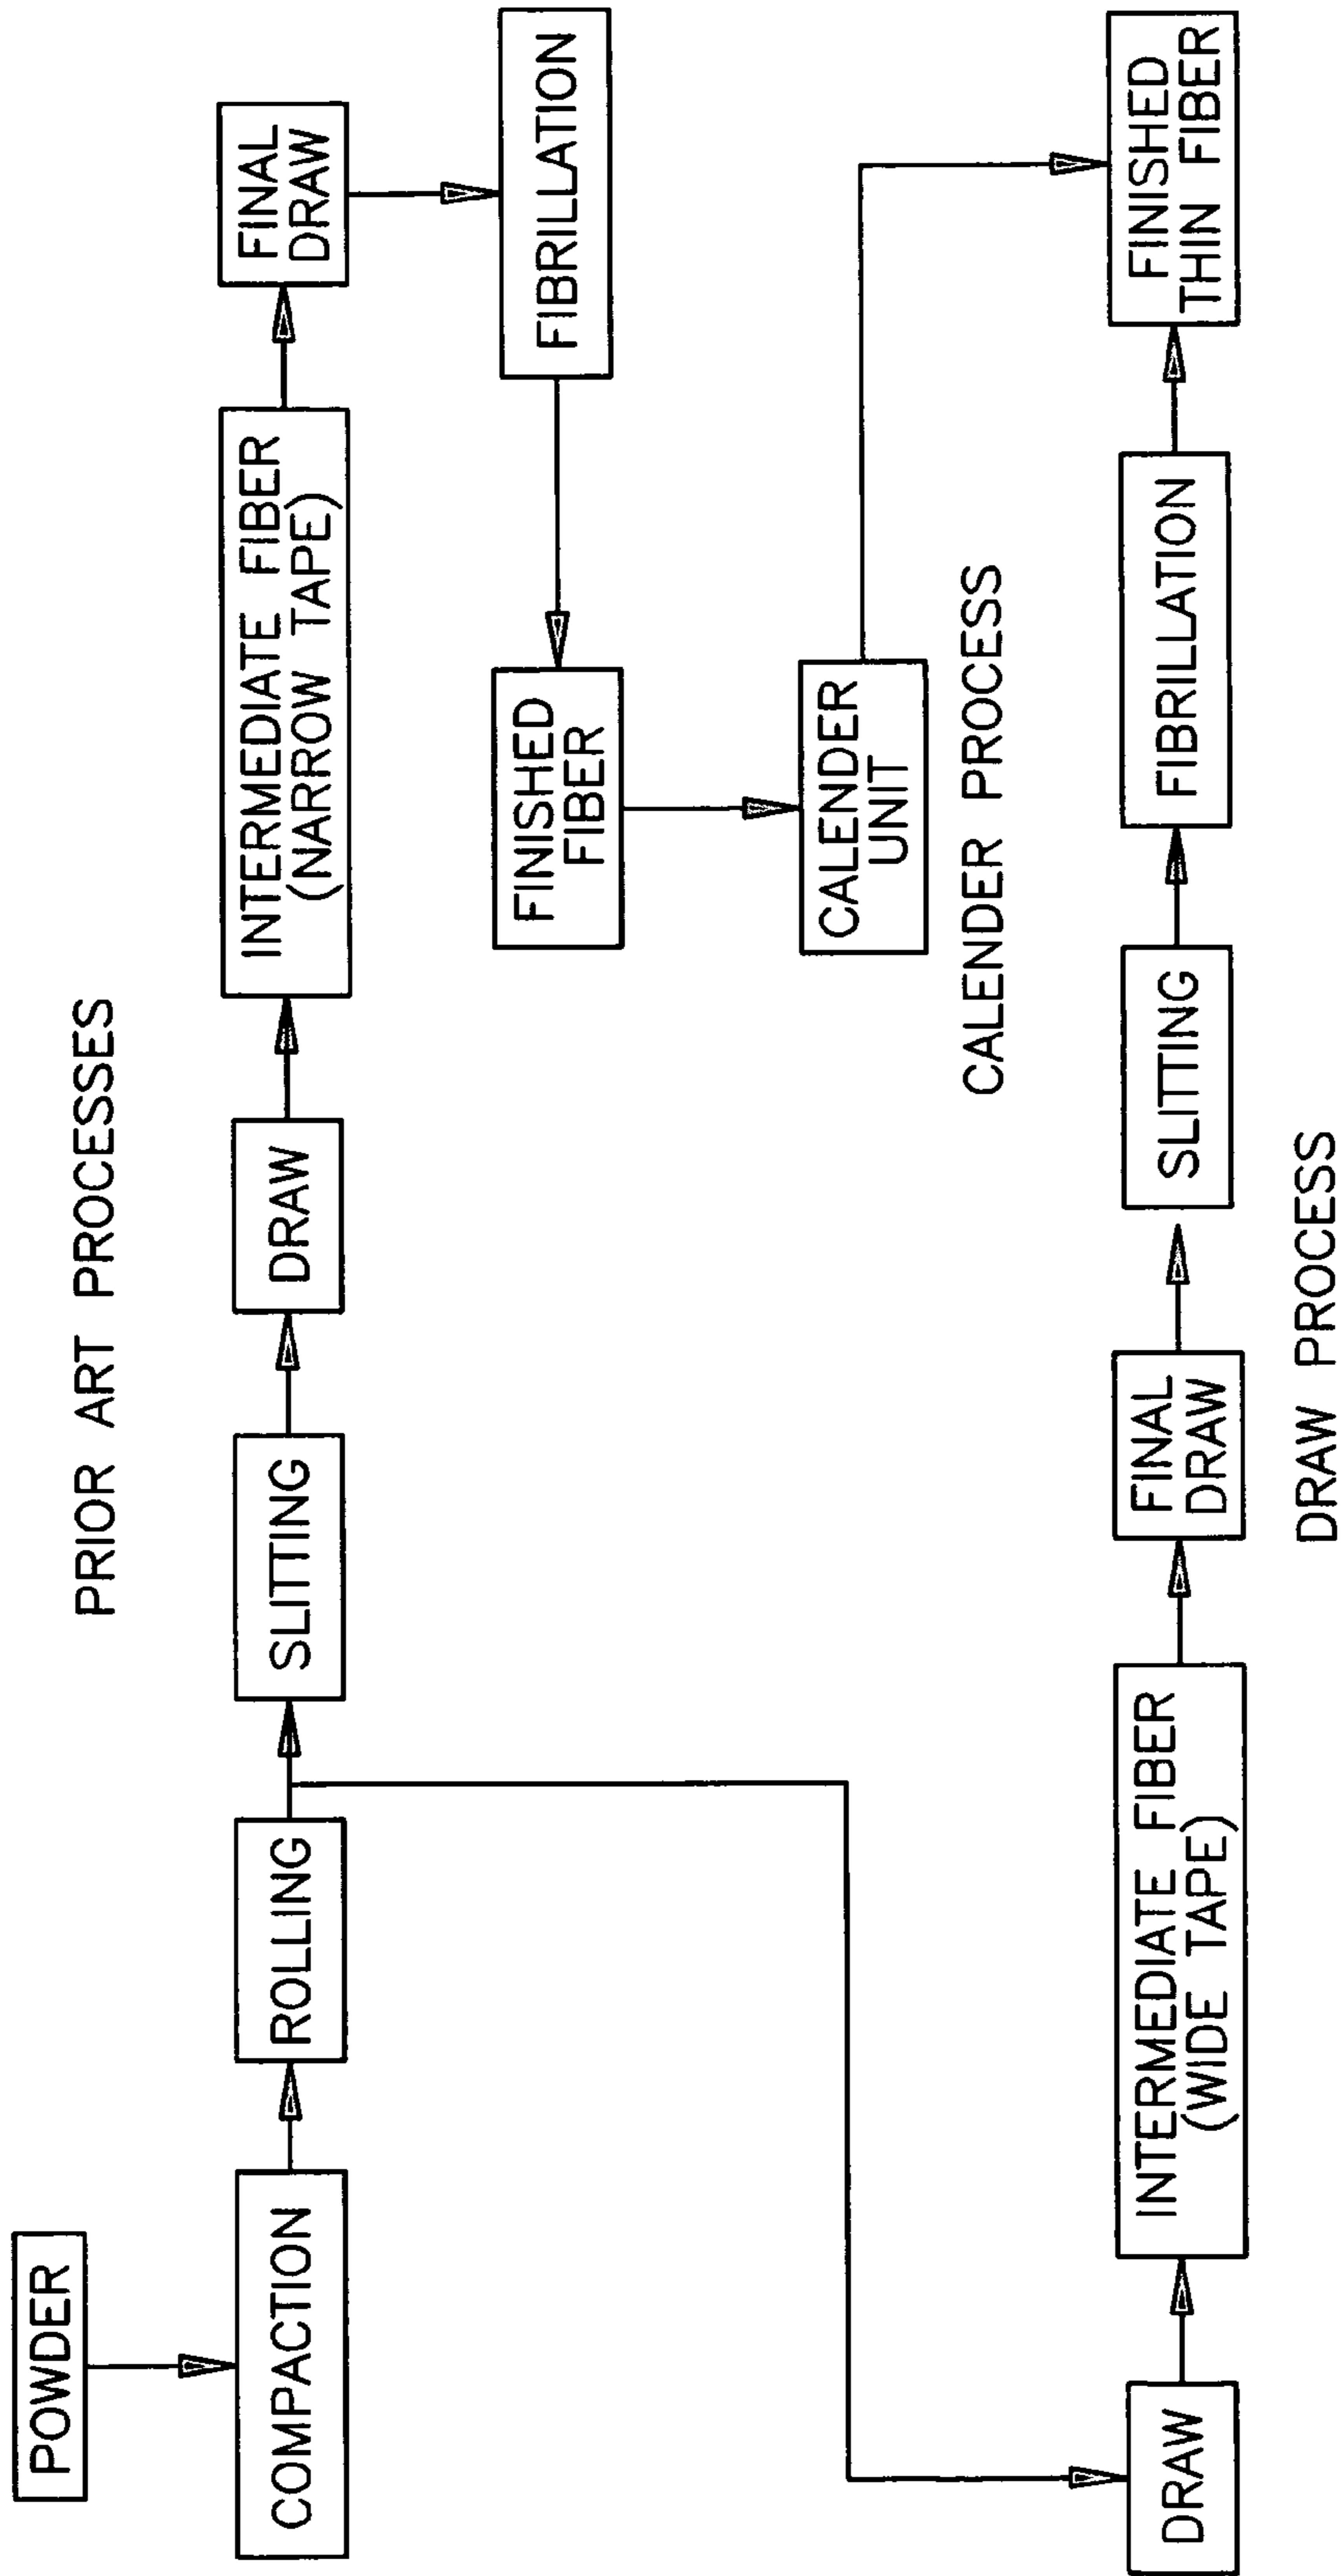 PRIOR ART PROCESSES
POWDER
COMPACTION
ROLLING
SLITTING
DRAW
INTERMEDIATE FIBER
(NARROW TAPE)
FINAL
DRAW
FIBRILLATION
FINISHED
FIBER
CALENDER
UNIT
CALENDER PROCESS
DRAW
INTERMEDIATE FIBER
(WIDE TAPE)
FINAL
DRAW
SLITTING
FIBRILLATION
FINISHED
THIN FIBER
DRAW PROCESS